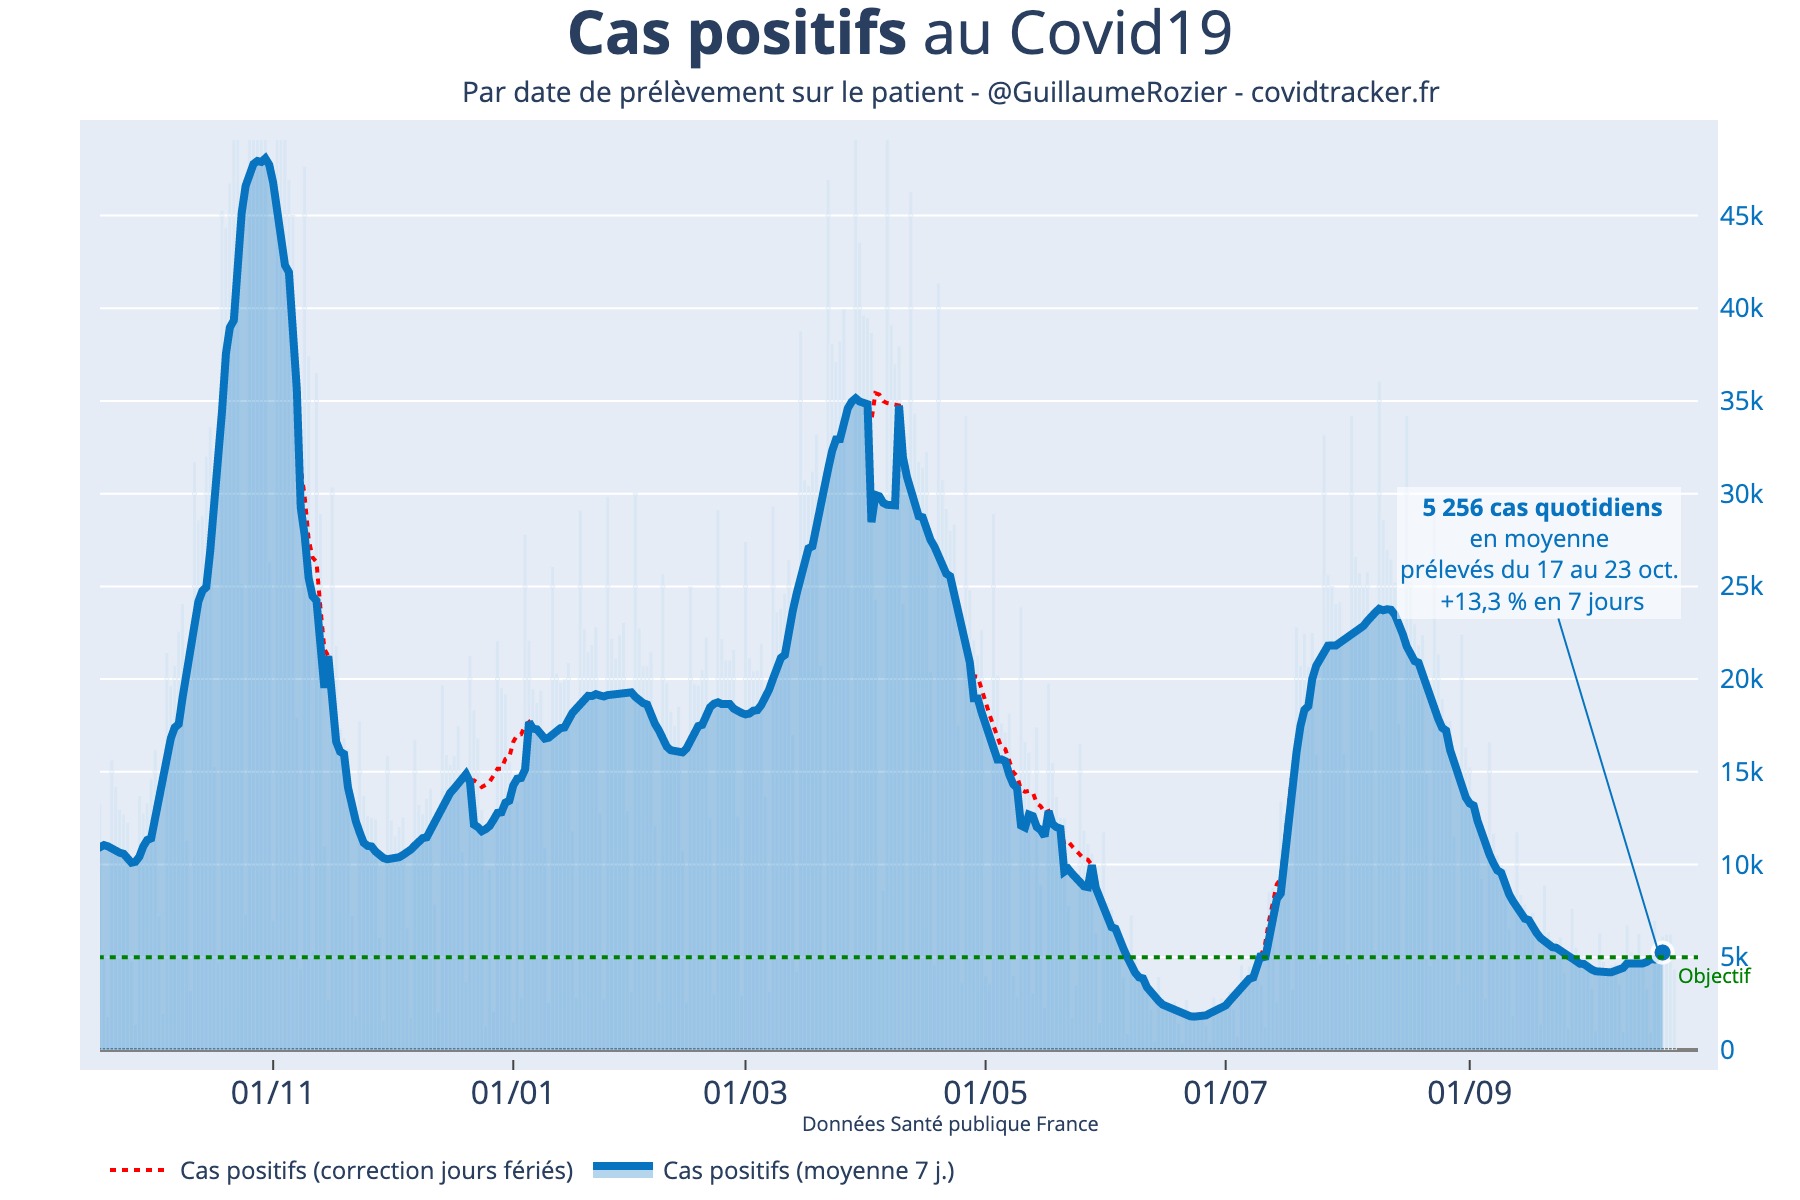 Cas positifs au Covid19
Par date de prélèvement sur le patient - @GuillaumeRozier - covidtracker.fr
45k
40k
35k
30k
25k
20k
15k
10k
5k
0
5 256 cas quotidiens
en moyenne
prélevés du 17 au 23 oct.
+13,3 % en 7 jours
Objectif
01/11 01/01 01/03 01/05 01/07 01/09
Données Santé publique France
Cas positifs (correction jours fériés) Cas positifs (moyenne 7 j.)